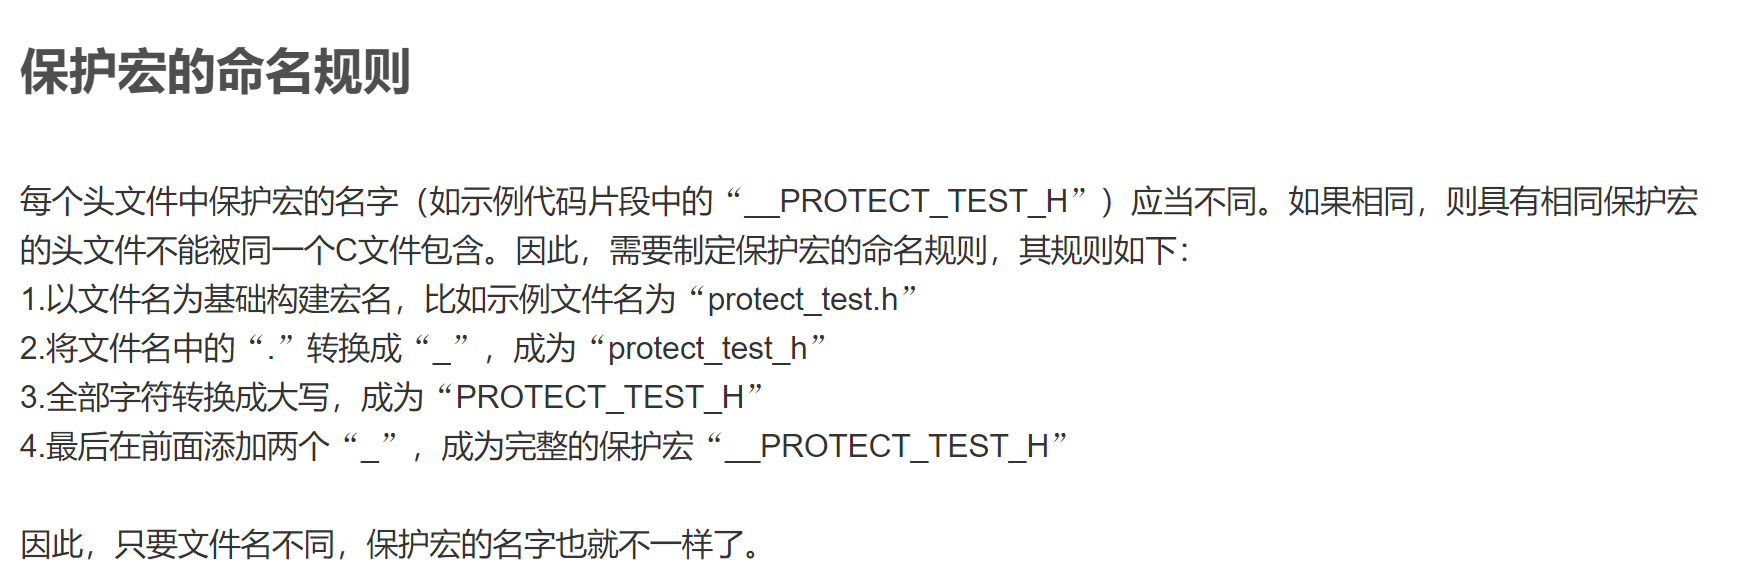 保护宏的命名规则
每个头文件中保护宏的名字（如示例代码片段中的“__PROTECT_TEST_H”）应当不同。如果相同，则具有相同保护宏
的头文件不能被同一个C文件包含。因此，需要制定保护宏的命名规则，其规则如下：
1.以文件名为基础构建宏名，比如示例文件名为“protect_test.h”
2.将文件名中的“.”转换成“_”，成为“protect_test_h”
3.全部字符转换成大写，成为“PROTECT_TEST_H”
4.最后在前面添加两个“_”，成为完整的保护宏“__PROTECT_TEST_H”
因此，只要文件名不同，保护宏的名字也就不一样了。